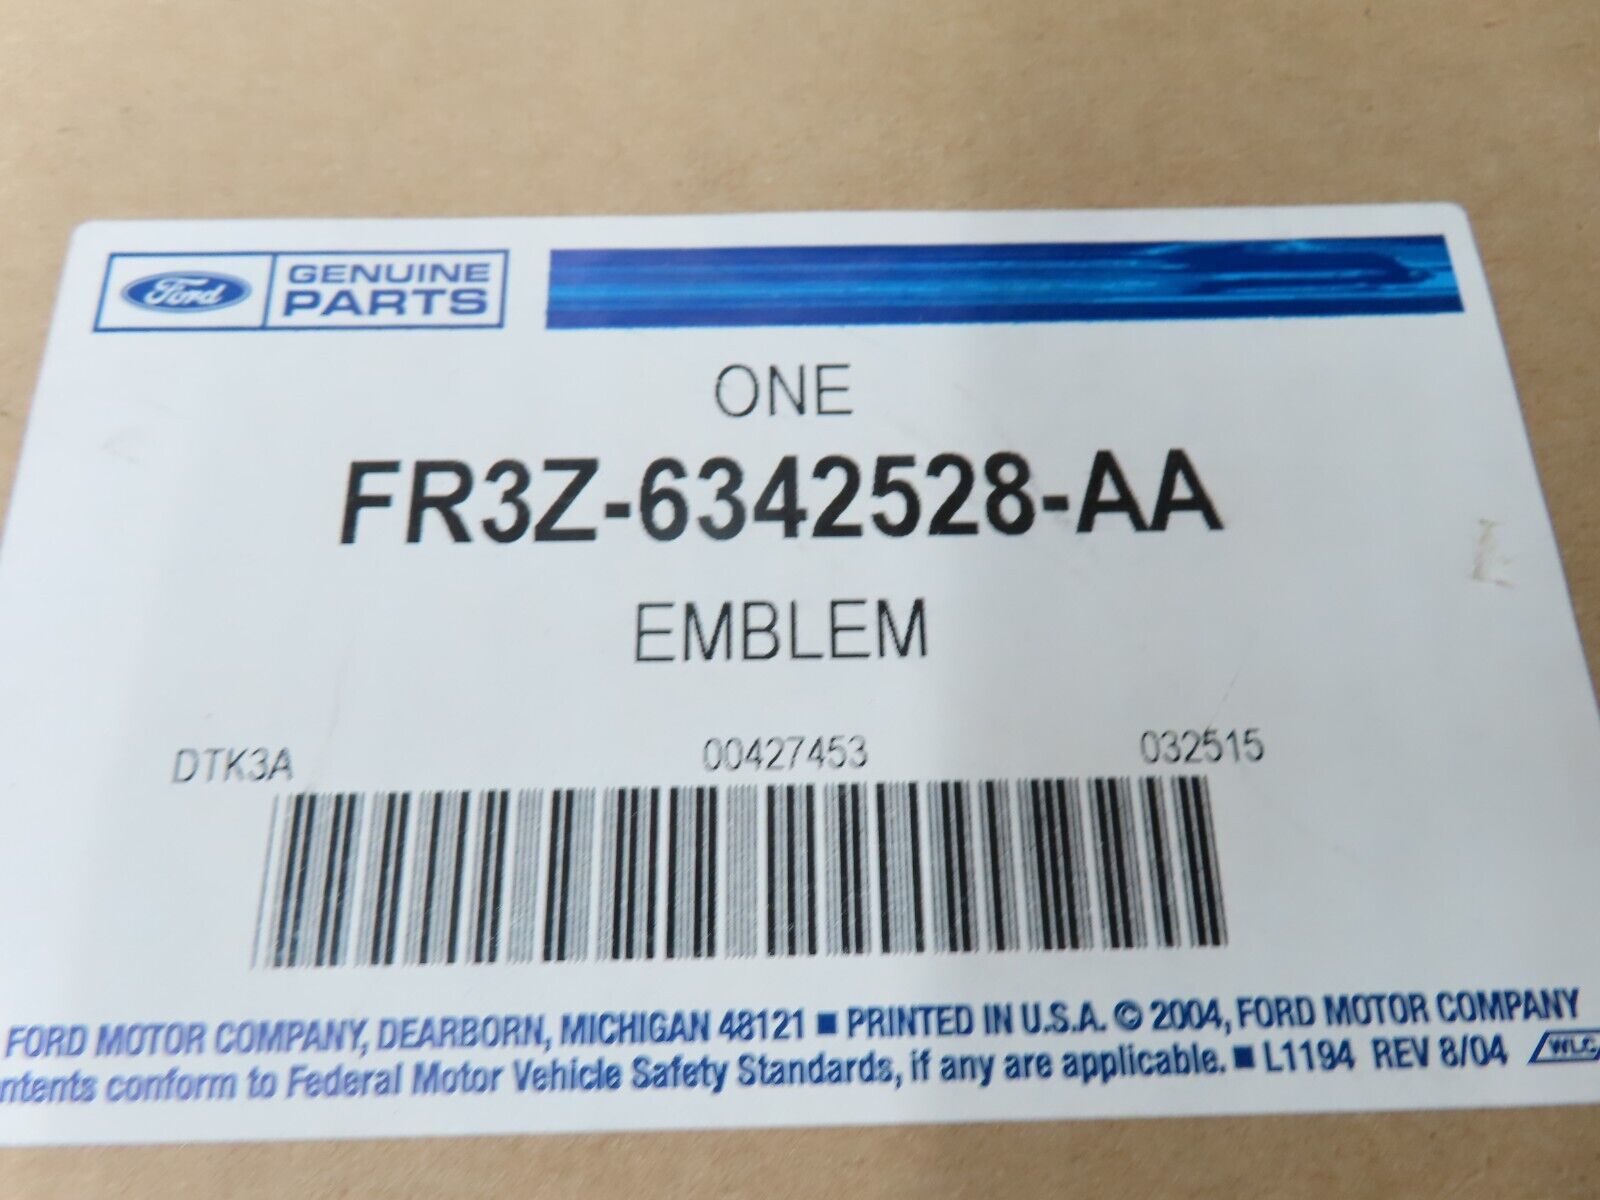 Ford GENUINE
PARTS
ONE
FR3Z-6342528-AA
EMBLEM
DTK3A 00427453 032515
FORD MOTOR COMPANY, DEARBORN, MICHIGAN 48121 ■ PRINTED IN U.S.A. © 2004, FORD MOTOR COMPANY
ntents conform to Federal Motor Vehicle Safety Standards, if any are applicable. ■ L1194 REV 8/04 WLC